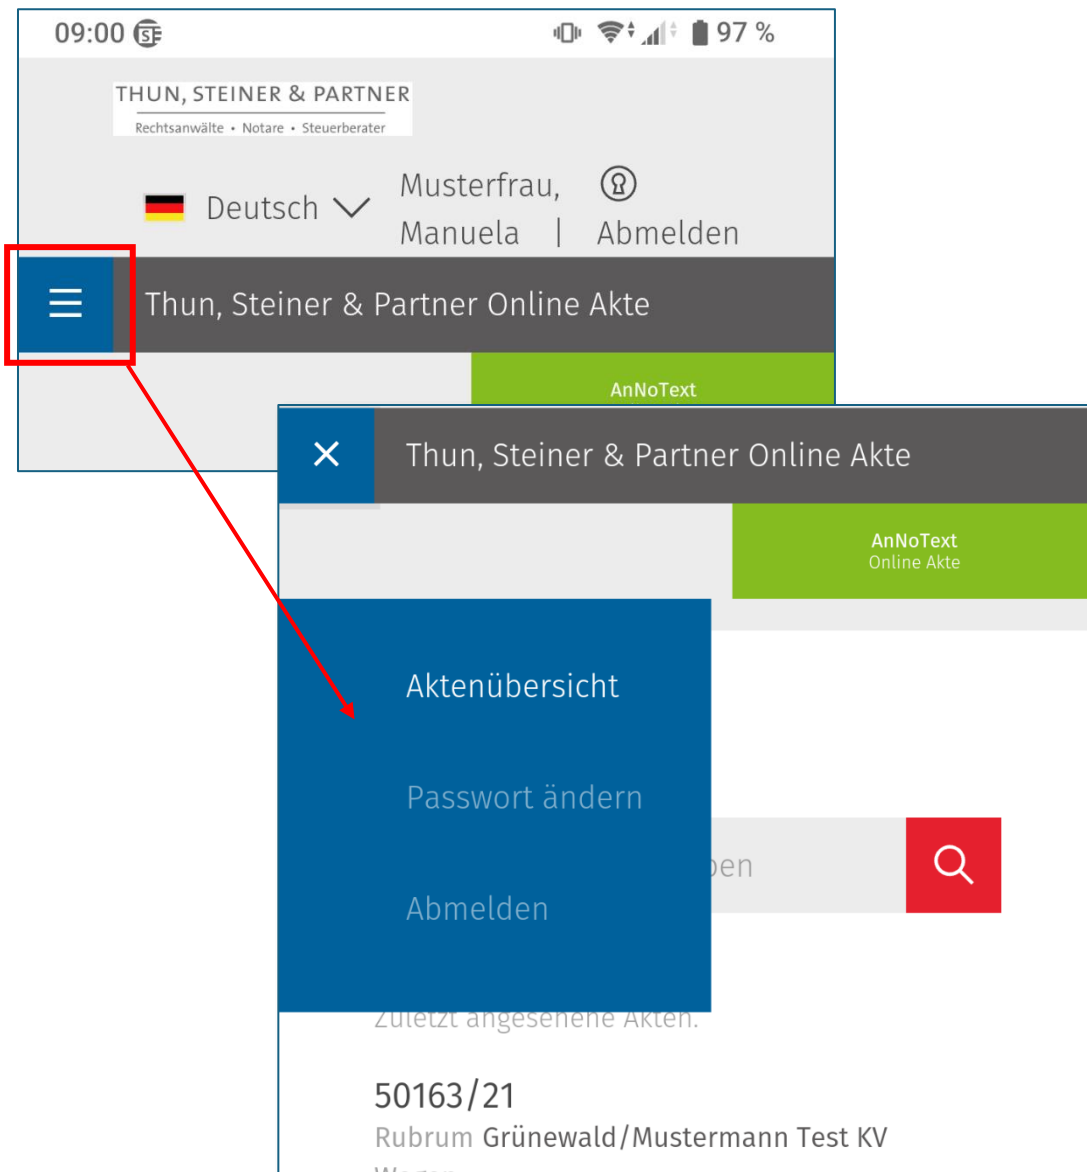 09:00
97 %
THUN, STEINER & PARTNER
Rechtsanwälte • Notare • Steuerberater
Deutsch
Musterfrau,
Manuela |
Abmelden
Thun, Steiner & Partner Online Akte
AnNoText
Thun, Steiner & Partner Online Akte
AnNoText
Online Akte
Aktenübersicht
Passwort ändern
Abmelden
Zuletzt angesehene Akten.
50163/21
Rubrum Grünewald/Mustermann Test KV